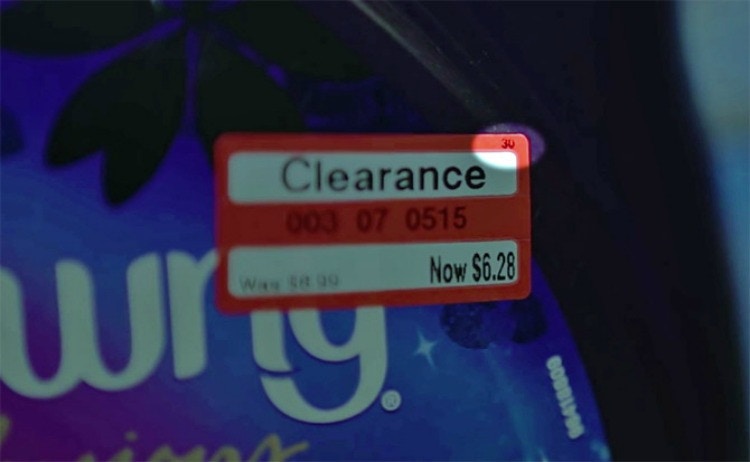 30
Clearance
003 07 0515
Was $8.99
Now $6.28
wny®